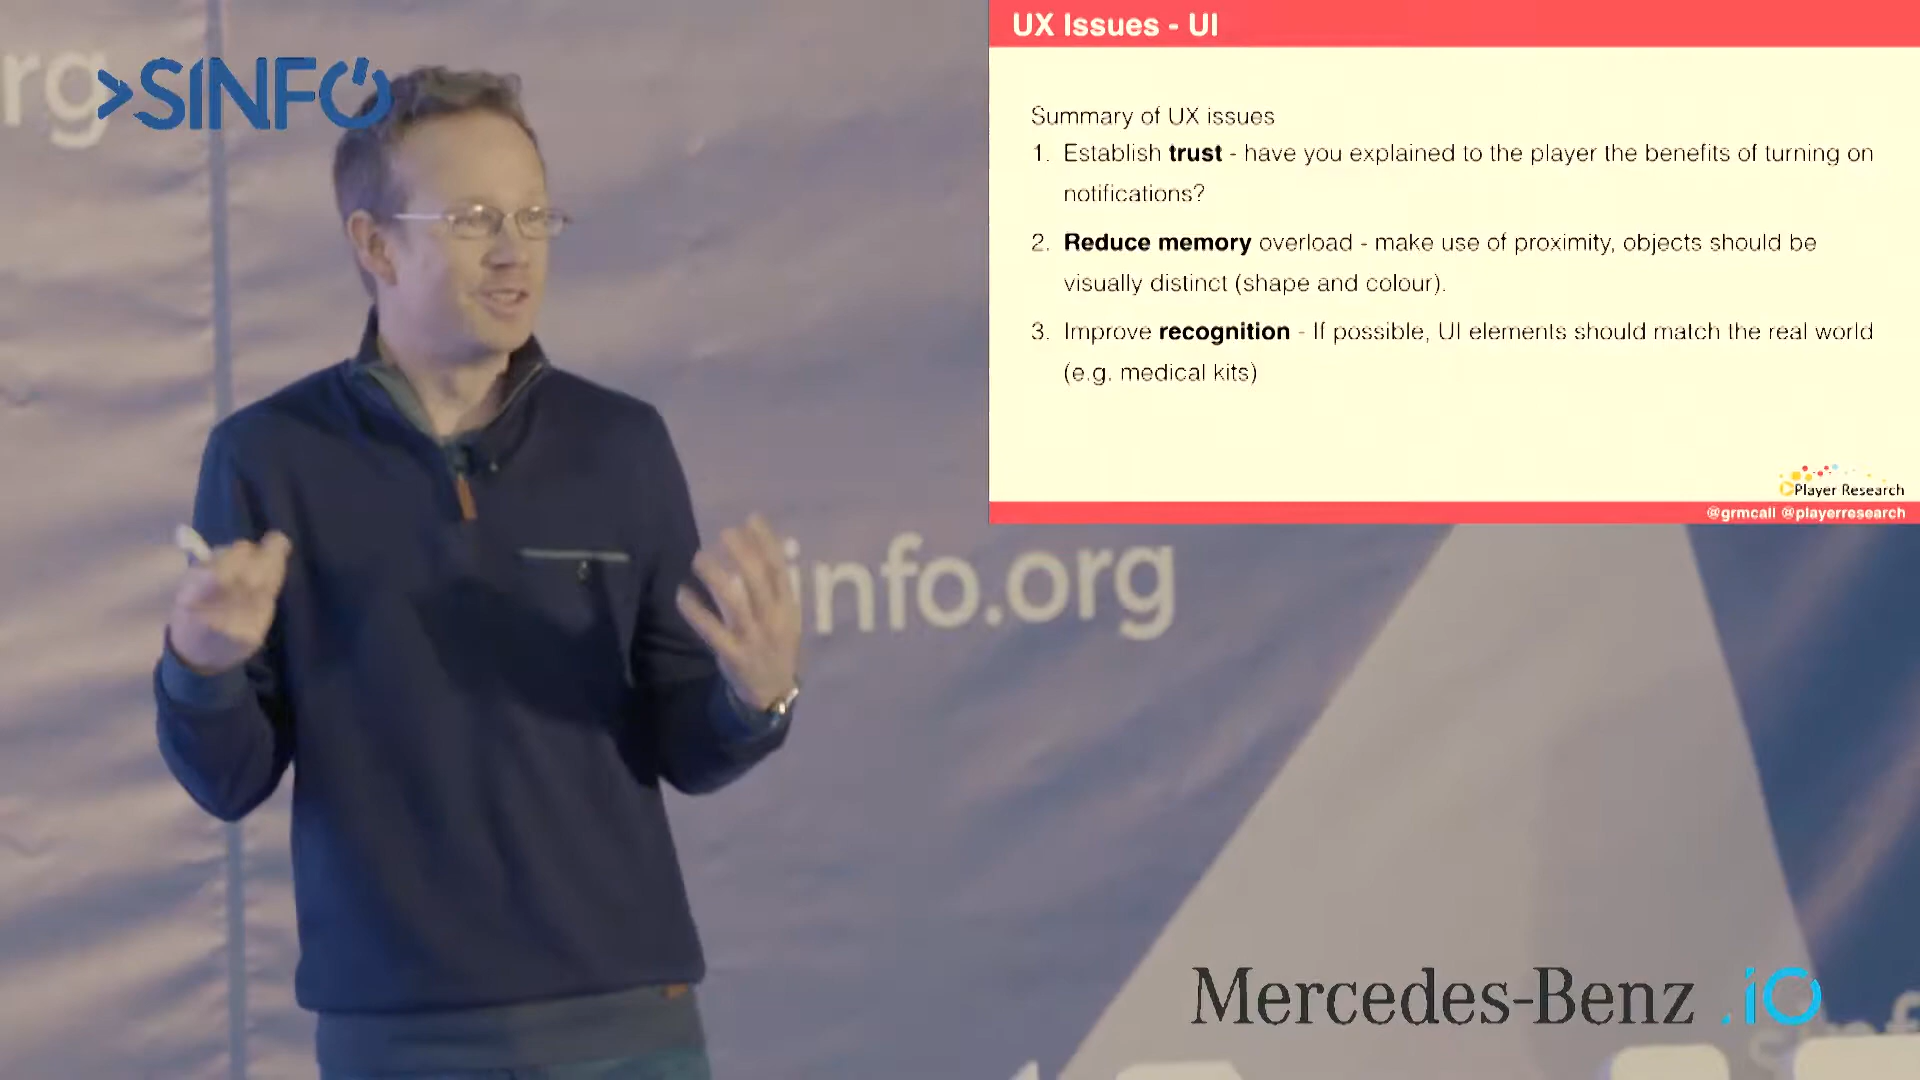 rg
>SINFO
UX Issues - UI
Summary of UX issues
1. Establish trust - have you explained to the player the benefits of turning on
notifications?
2. Reduce memory overload - make use of proximity, objects should be
visually distinct (shape and colour).
3. Improve recognition - If possible, UI elements should match the real world
(e.g. medical kits)
Player Research
@grmcall @playerresearch
info.org
Mercedes-Benz .io